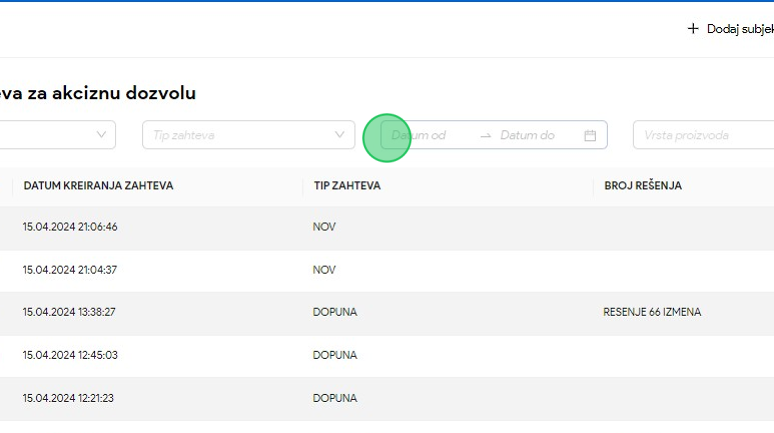 + Dodaj subjek
eva za akciznu dozvolu
Tip zahteva Datum od → Datum do Vrsta proizvoda
DATUM KREIRANJA ZAHTEVA TIP ZAHTEVA BROJ REŠENJA
15.04.2024 21:06:46 NOV
15.04.2024 21:04:37 NOV
15.04.2024 13:38:27 DOPUNA RESENJE 66 IZMENA
15.04.2024 12:45:03 DOPUNA
15.04.2024 12:21:23 DOPUNA